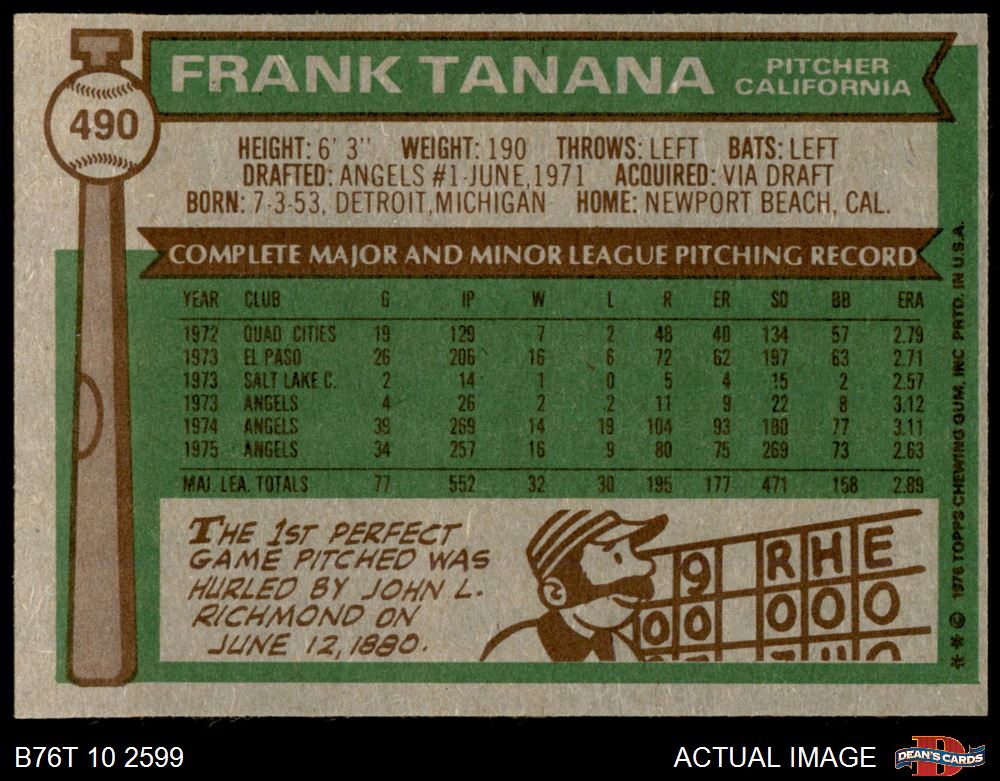 490
FRANK TANANA
PITCHER
CALIFORNIA
HEIGHT: 6' 3" WEIGHT: 190 THROWS: LEFT BATS: LEFT
DRAFTED: ANGELS #1-JUNE, 1971 ACQUIRED: VIA DRAFT
BORN: 7-3-53, DETROIT, MICHIGAN HOME: NEWPORT BEACH, CAL.
COMPLETE MAJOR AND MINOR LEAGUE PITCHING RECORD
YEAR CLUB G IP W L R ER SO BB ERA
1972 QUAD CITIES 19 129 7 2 48 40 134 57 2.79
1973 EL PASO 26 206 16 6 72 62 197 63 2.71
1973 SALT LAKE C. 2 14 1 0 5 4 15 2 2.57
1973 ANGELS 4 26 2 2 11 9 22 8 3.12
1974 ANGELS 39 269 14 19 104 93 180 77 3.11
1975 ANGELS 34 257 16 9 80 75 269 73 2.63
MAJ. LEA. TOTALS 77 552 32 30 195 177 471 158 2.89
THE 1ST PERFECT
GAME PITCHED WAS
HURLED BY JOHN L.
RICHMOND ON
JUNE 12, 1880.
9 R H E
0 0 0 0 0
* * © 1976 TOPPS CHEWING GUM, INC PRTD. IN U.S.A.
B76T 10 2599
ACTUAL IMAGE
D
DEAN'S CARDS